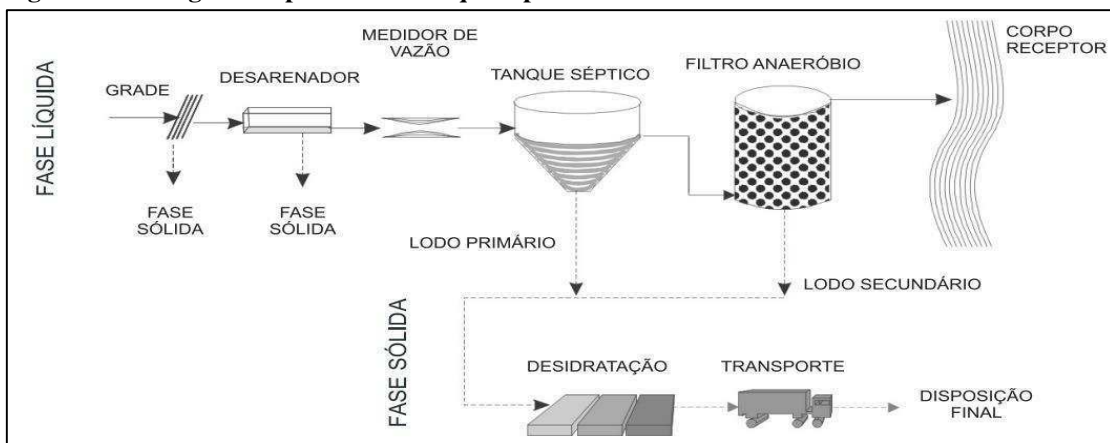 MEDIDOR DE
VAZÃO
CORPO
RECEPTOR
TANQUE SÉPTICO
FILTRO ANAERÓBIO
DESARENADOR
GRADE
FASE LÍQUIDA
FASE
SÓLIDA
FASE
SÓLIDA
LODO PRIMÁRIO
LODO SECUNDÁRIO
FASE SÓLIDA
DESIDRATAÇÃO
TRANSPORTE
DISPOSIÇÃO
FINAL